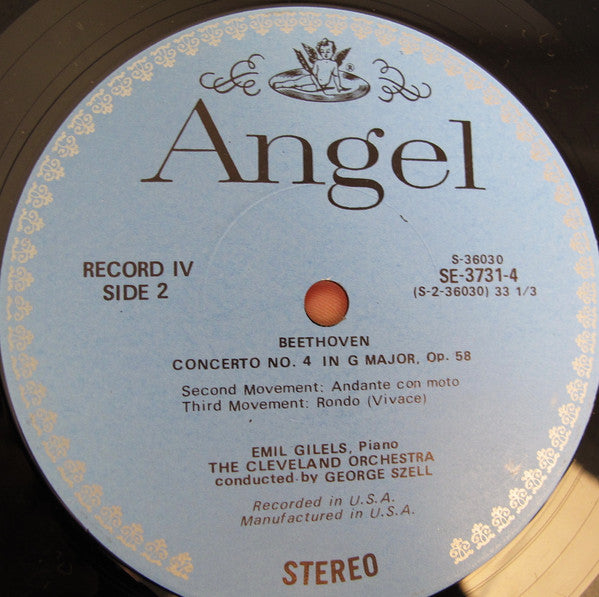 ®
Angel
RECORD IV
SIDE 2
S-36030
SE-3731-4
(S-2-36030) 33 1/3
BEETHOVEN
CONCERTO NO. 4 IN G MAJOR, Op. 58
Second Movement: Andante con moto
Third Movement: Rondo (Vivace)
EMIL GILELS, Piano
THE CLEVELAND ORCHESTRA
conducted by GEORGE SZELL
Recorded in U.S.A.
Manufactured in U.S.A.
STEREO